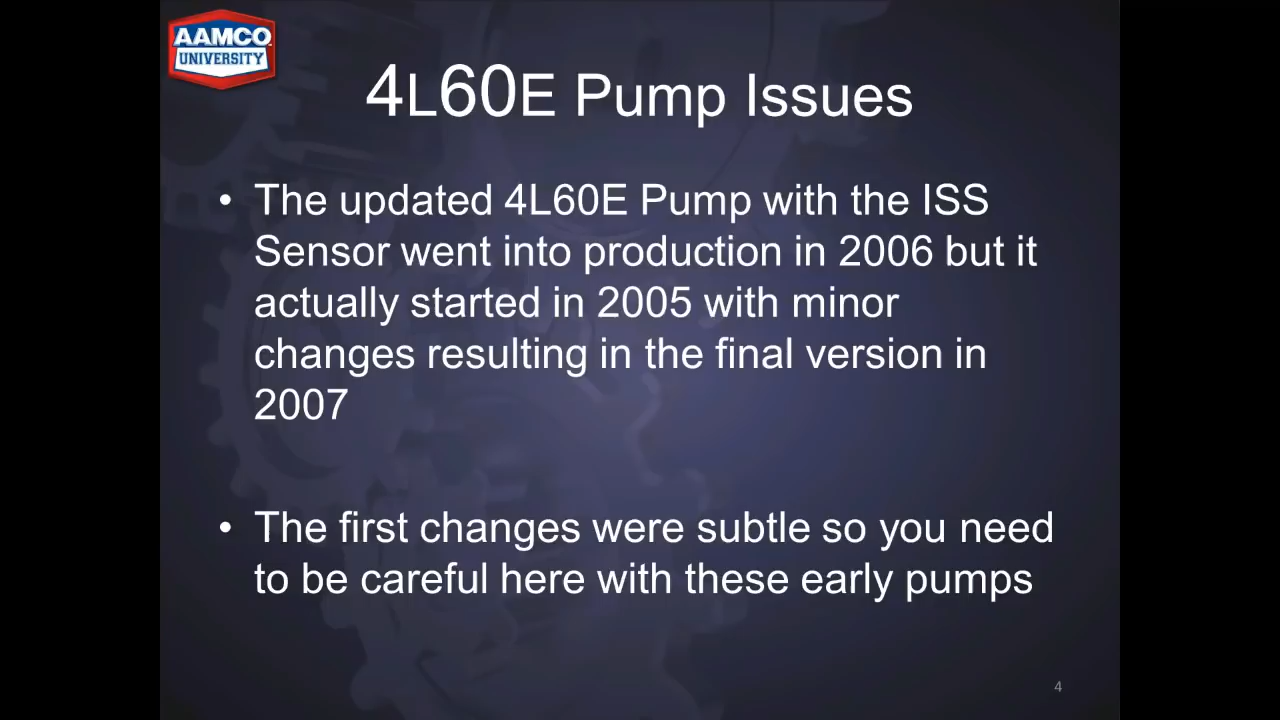 AAMCO
UNIVERSITY
4L60E Pump Issues
• The updated 4L60E Pump with the ISS
Sensor went into production in 2006 but it
actually started in 2005 with minor
changes resulting in the final version in
2007
• The first changes were subtle so you need
to be careful here with these early pumps
4